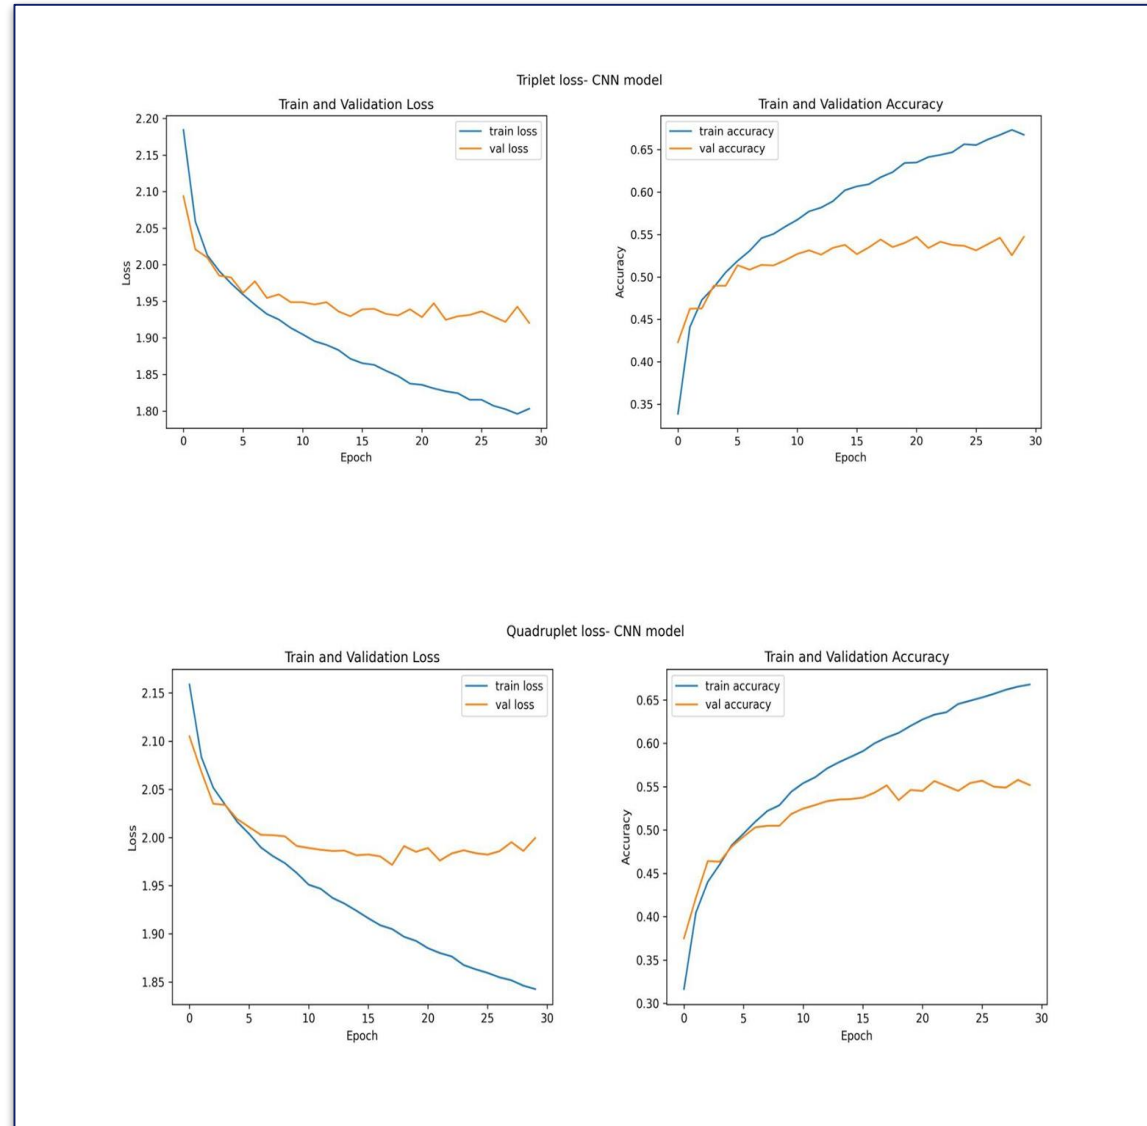 Triplet loss- CNN model
Train and Validation Loss
2.20
2.15
2.10
2.05
2.00
1.95
1.90
1.85
1.80
Loss
train loss
val loss
0 5 10 15 20 25 30
Epoch
Train and Validation Accuracy
0.65
0.60
0.55
0.50
0.45
0.40
0.35
Accuracy
train accuracy
val accuracy
0 5 10 15 20 25 30
Epoch
Quadruplet loss- CNN model
Train and Validation Loss
2.15
2.10
2.05
2.00
1.95
1.90
1.85
Loss
train loss
val loss
0 5 10 15 20 25 30
Epoch
Train and Validation Accuracy
0.65
0.60
0.55
0.50
0.45
0.40
0.35
0.30
Accuracy
train accuracy
val accuracy
0 5 10 15 20 25 30
Epoch